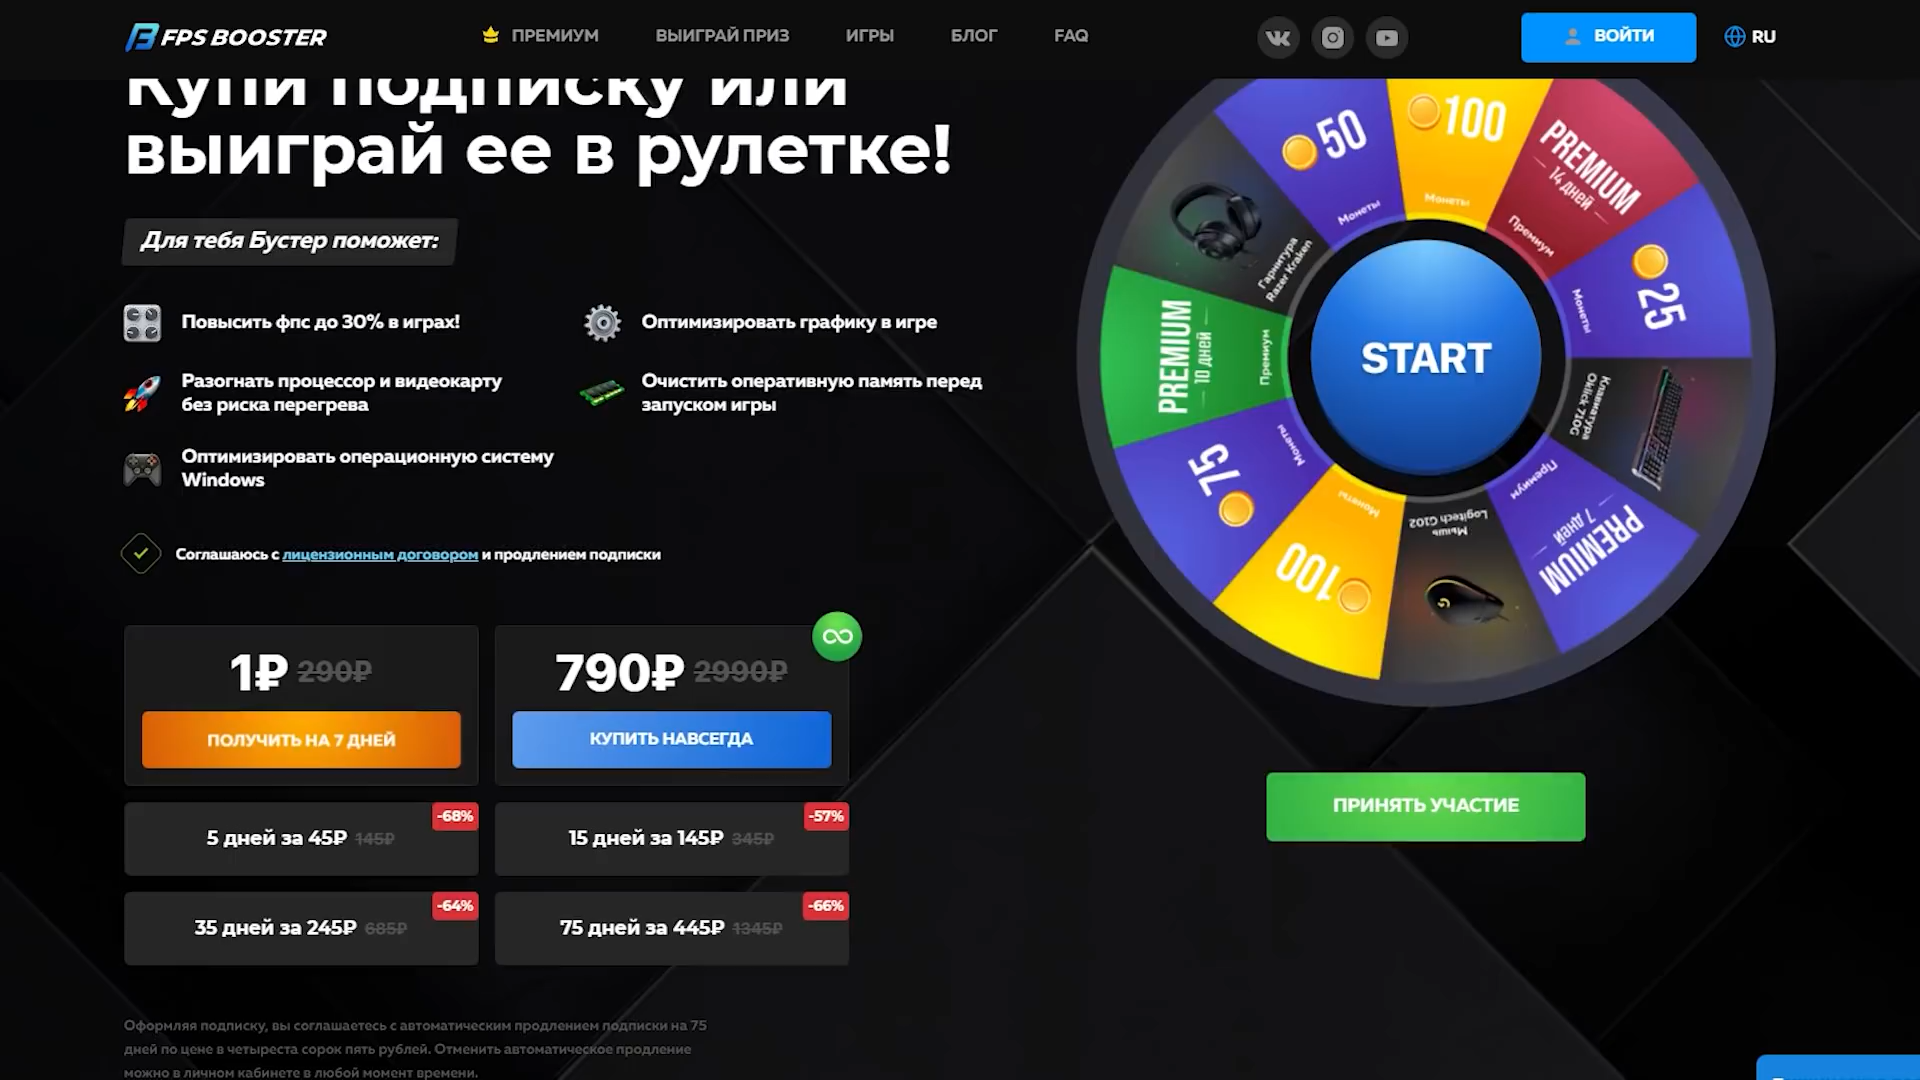 FPS BOOSTER
ПРЕМИУМ
ВЫИГРАЙ ПРИЗ
ИГРЫ
БЛОГ
FAQ
ВОЙТИ
RU
Купи подписку или
выиграй ее в рулетке!
Для тебя Бустер поможет:
Повысить фпс до 30% в играх!
Оптимизировать графику в игре
Разогнать процессор и видеокарту
без риска перегрева
Очистить оперативную память перед
запуском игры
Оптимизировать операционную систему
Windows
Соглашаюсь с лицензионным договором и продлением подписки
1₽ 290₽
ПОЛУЧИТЬ НА 7 ДНЕЙ
790₽ 2990₽
КУПИТЬ НАВСЕГДА
-68%
5 дней за 45₽ 145₽
-57%
15 дней за 145₽ 345₽
-64%
35 дней за 245₽ 685₽
-66%
75 дней за 445₽ 1345₽
Оформляя подписку, вы соглашаетесь с автоматическим продлением подписки на 75
дней по цене в четыреста сорок пять рублей. Отменить автоматическое продление
можно в личном кабинете в любой момент времени.
100
Монеты
PREMIUM
14 дней
Премиум
25
Монеты
Клавиатура
Oklick 710G
PREMIUM
7 дней
Премиум
Мышь
Logitech G102
100
Монеты
75
Монеты
PREMIUM
10 дней
Премиум
Гарнитура
Razer Kraken
50
Монеты
START
ПРИНЯТЬ УЧАСТИЕ